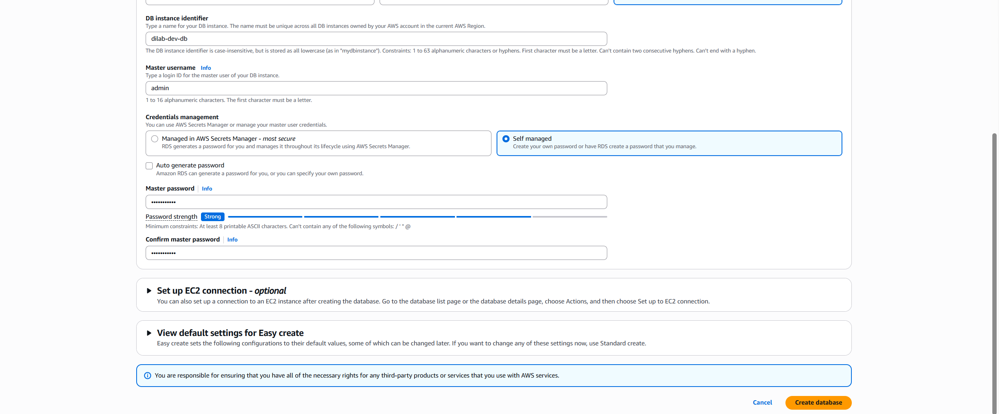 DB instance identifier
Type a name for your DB instance. The name must be unique across all DB instances owned by your AWS account in the current AWS Region.
dilab-dev-db
The DB instance identifier is case-insensitive, but is stored as all lowercase (as in "mydbinstance"). Constraints: 1 to 63 alphanumeric characters or hyphens. First character must be a letter. Can't contain two consecutive hyphens. Can't end with a hyphen.
Master username Info
Type a login ID for the master user of your DB instance.
admin
1 to 16 alphanumeric characters. The first character must be a letter.
Credentials management
You can use AWS Secrets Manager or manage your master user credentials.
Managed in AWS Secrets Manager - most secure
RDS generates a password for you and manages it throughout its lifecycle using AWS Secrets Manager.
Self managed
Create your own password or have RDS create a password that you manage.
Auto generate password
Amazon RDS can generate a password for you, or you can specify your own password.
Master password Info
•••••••••••
Password strength Strong
Minimum constraints: At least 8 printable ASCII characters. Can't contain any of the following symbols: / ' " @
Confirm master password Info
•••••••••••
Set up EC2 connection - optional
You can also set up a connection to an EC2 instance after creating the database. Go to the database list page or the database details page, choose Actions, and then choose Set up to EC2 connection.
View default settings for Easy create
Easy create sets the following configurations to their default values, some of which can be changed later. If you want to change any of these settings now, use Standard create.
You are responsible for ensuring that you have all of the necessary rights for any third-party products or services that you use with AWS services.
Cancel Create database